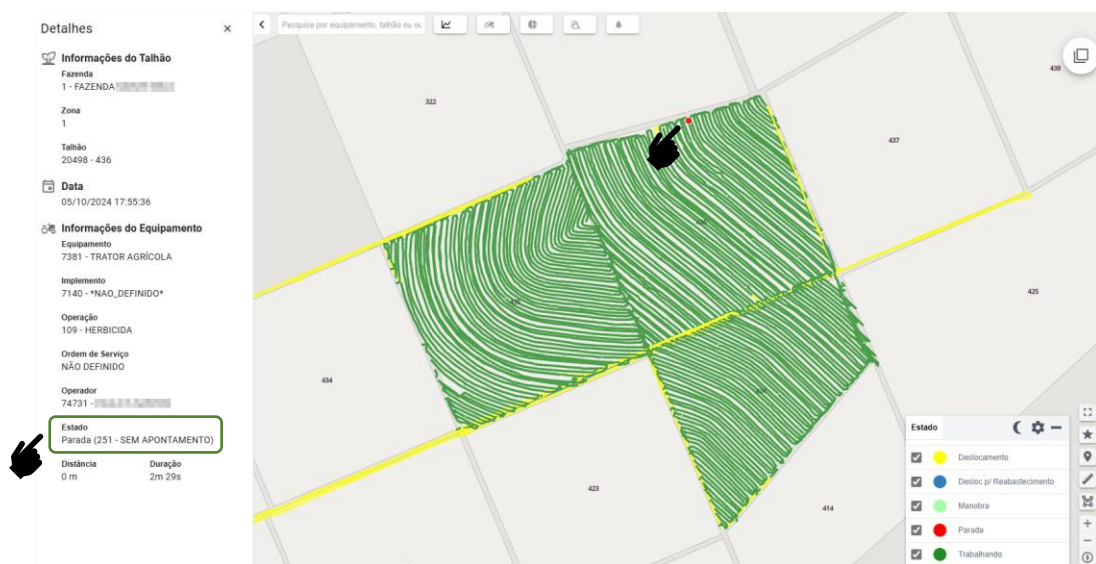 Detalhes
×
Informações do Talhão
Fazenda
1 - FAZENDA
Zona
1
Talhão
20498 - 436
Data
05/10/2024 17:55:36
Informações do Equipamento
Equipamento
7381 - TRATOR AGRÍCOLA
Implemento
7140 - *NAO_DEFINIDO*
Operação
109 - HERBICIDA
Ordem de Serviço
NÃO DEFINIDO
Operador
74731 -
Estado
Parada (251 - SEM APONTAMENTO)
Distância Duração
0 m 2m 29s
Pesquise por equipamento, talhão ou ou
438
322
437
425
434
423
414
Estado
Deslocamento
Desloc p/ Reabastecimento
Manobra
Parada
Trabalhando